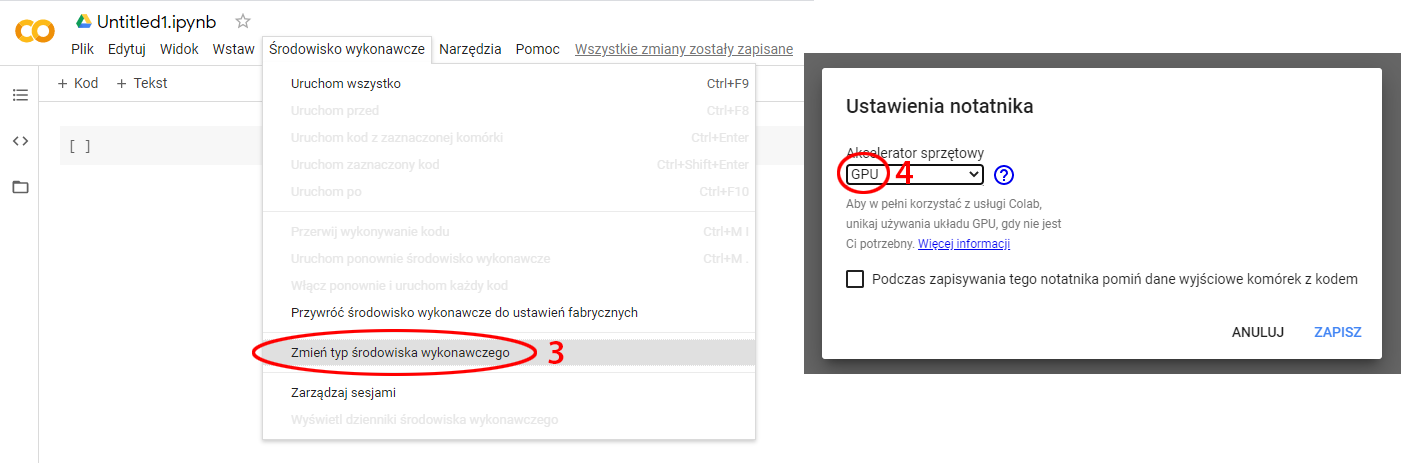 Untitled1.ipynb
Plik Edytuj Widok Wstaw Środowisko wykonawcze Narzędzia Pomoc Wszystkie zmiany zostały zapisane
+ Kod + Tekst
[ ]
Uruchom wszystko Ctrl+F9
Uruchom przed Ctrl+F8
Uruchom kod z zaznaczonej komórki Ctrl+Enter
Uruchom zaznaczony kod Ctrl+Shift+Enter
Uruchom po Ctrl+F10
Przerwij wykonywanie kodu Ctrl+M I
Uruchom ponownie środowisko wykonawcze Ctrl+M .
Włącz ponownie i uruchom każdy kod
Przywróć środowisko wykonawcze do ustawień fabrycznych
Zmień typ środowiska wykonawczego 3
Zarządzaj sesjami
Wyświetl dzienniki środowiska wykonawczego
Ustawienia notatnika
Akcelerator sprzętowy
GPU 4 ?
Aby w pełni korzystać z usługi Colab,
unikaj używania układu GPU, gdy nie jest
Ci potrzebny. Więcej informacji
Podczas zapisywania tego notatnika pomiń dane wyjściowe komórek z kodem
ANULUJ ZAPISZ